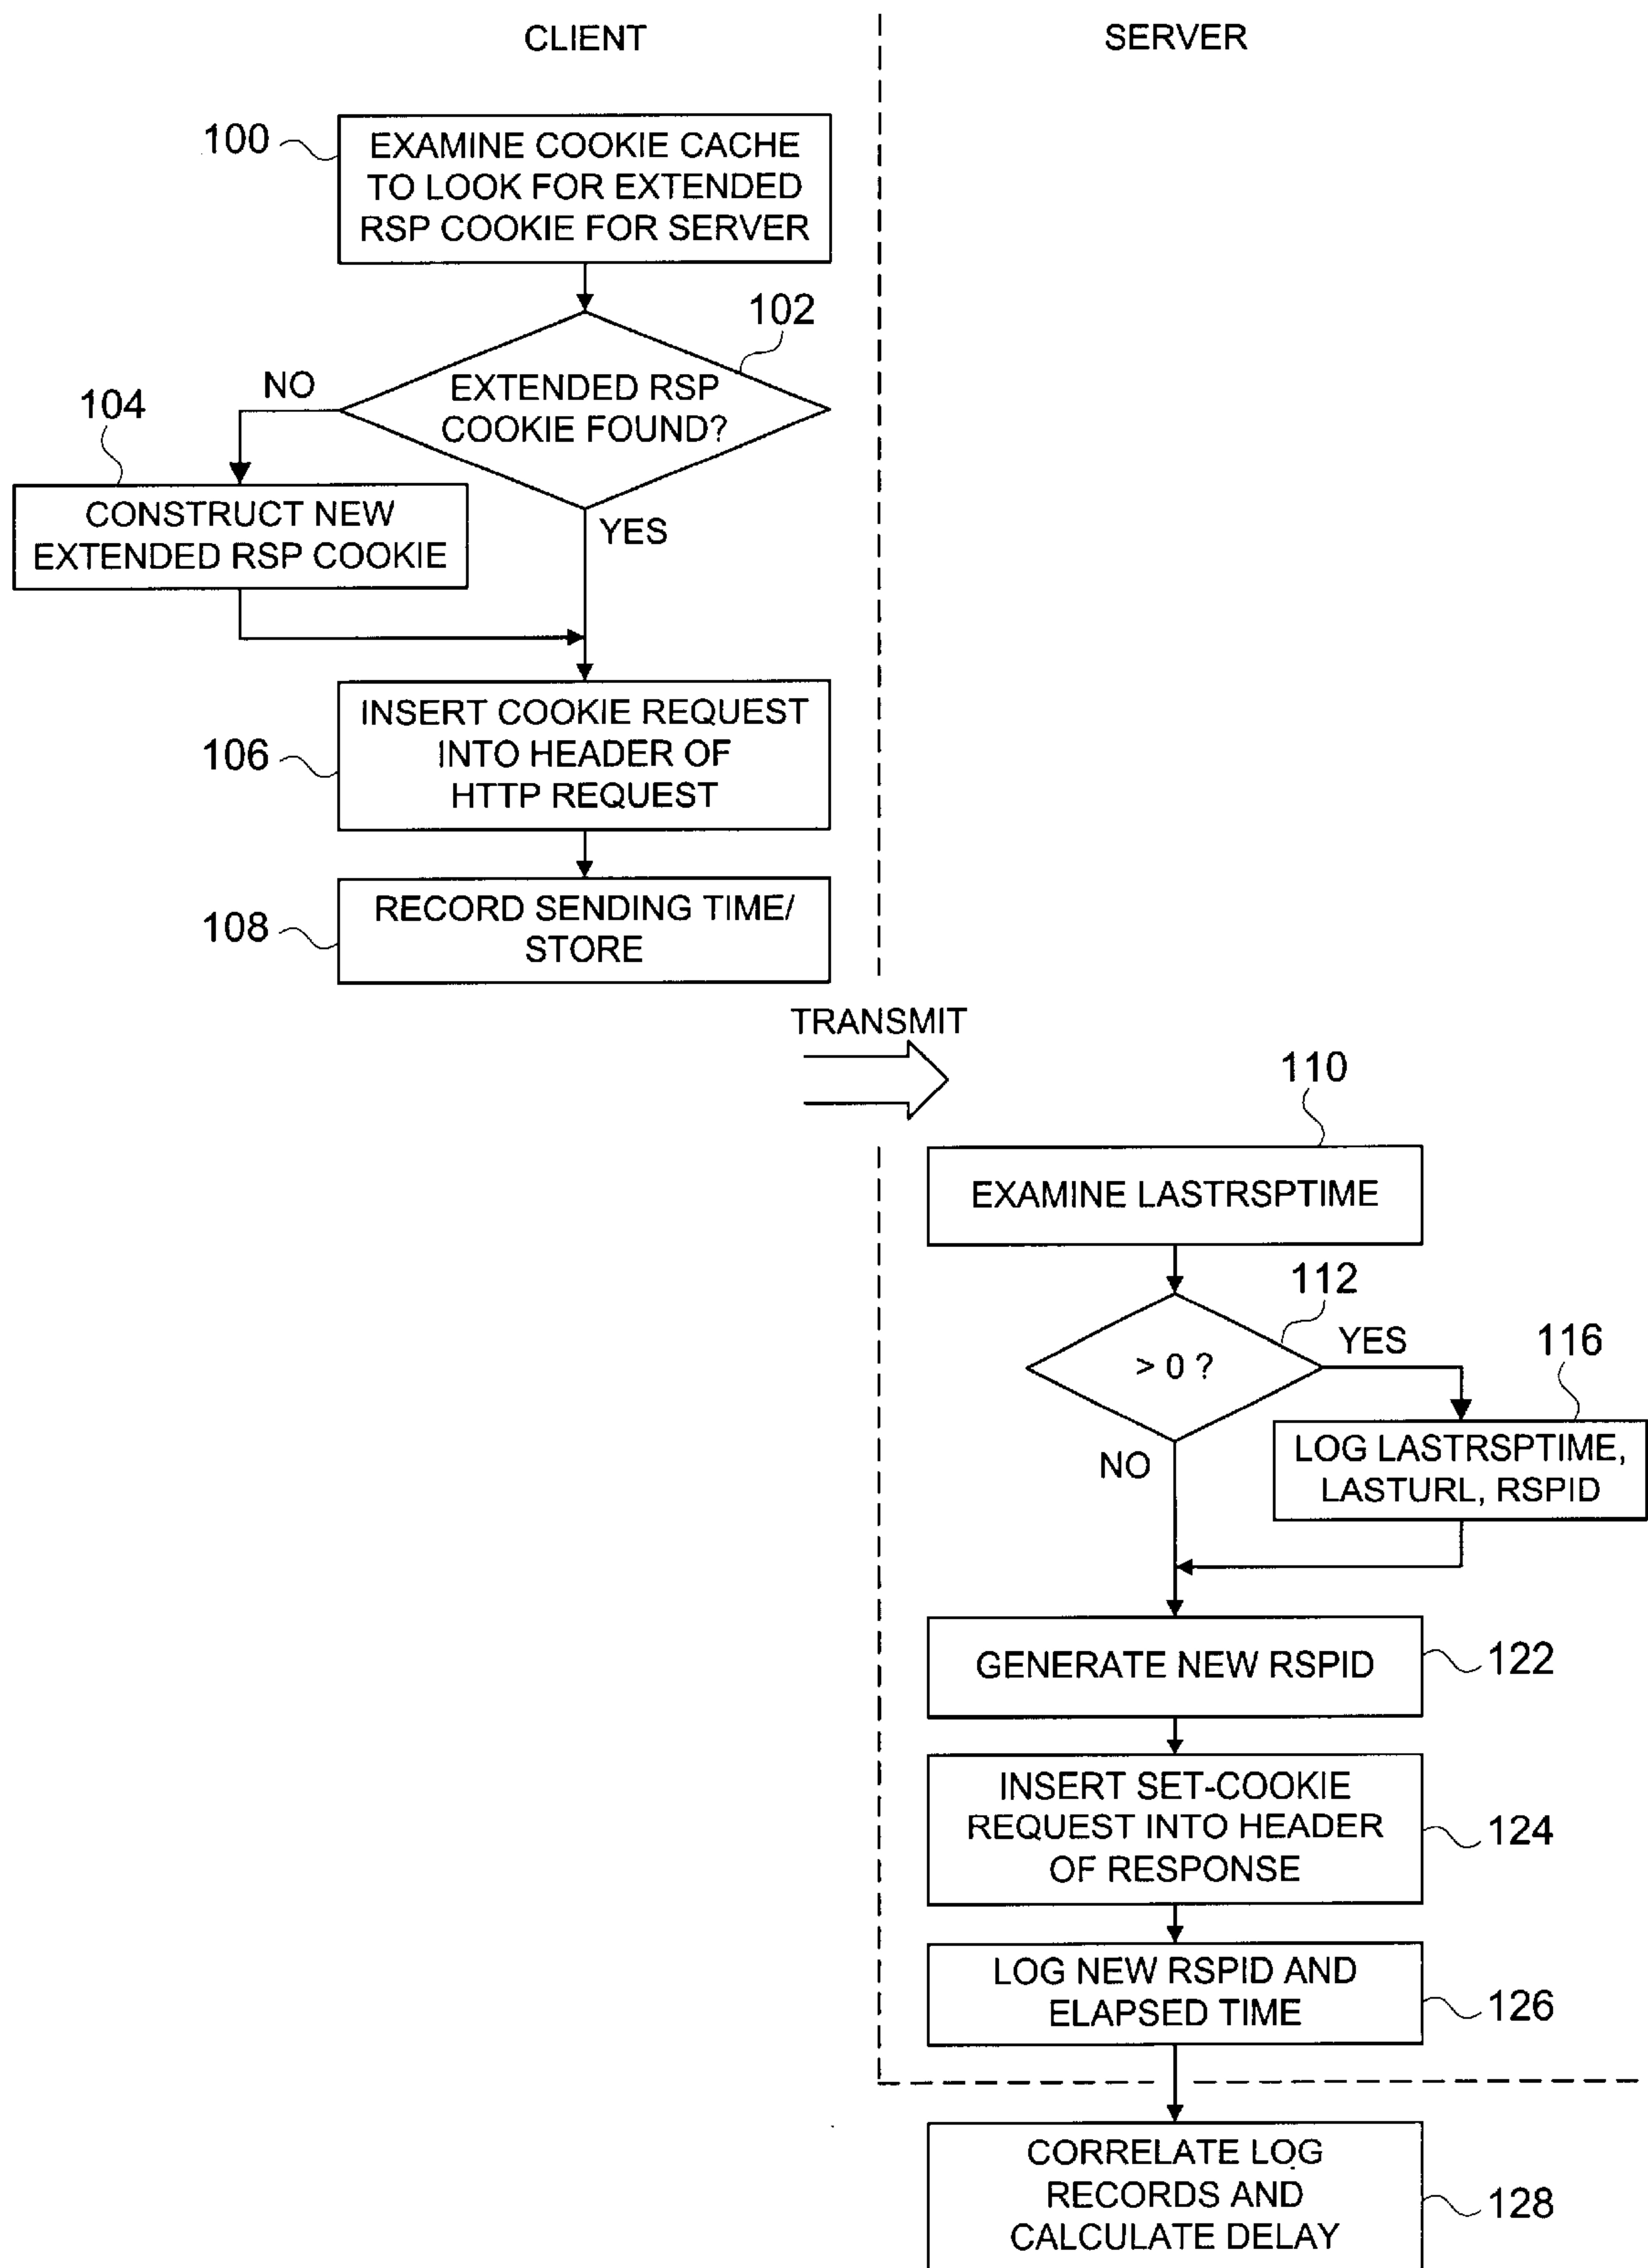 CLIENT
SERVER
100
EXAMINE COOKIE CACHE
TO LOOK FOR EXTENDED
RSP COOKIE FOR SERVER
102
EXTENDED RSP
COOKIE FOUND?
NO
YES
104
CONSTRUCT NEW
EXTENDED RSP COOKIE
106
INSERT COOKIE REQUEST
INTO HEADER OF
HTTP REQUEST
108
RECORD SENDING TIME/
STORE
TRANSMIT
110
EXAMINE LASTRSPTIME
112
> 0 ?
YES
NO
116
LOG LASTRSPTIME,
LASTURL, RSPID
GENERATE NEW RSPID
122
INSERT SET-COOKIE
REQUEST INTO HEADER
OF RESPONSE
124
LOG NEW RSPID AND
ELAPSED TIME
126
CORRELATE LOG
RECORDS AND
CALCULATE DELAY
128